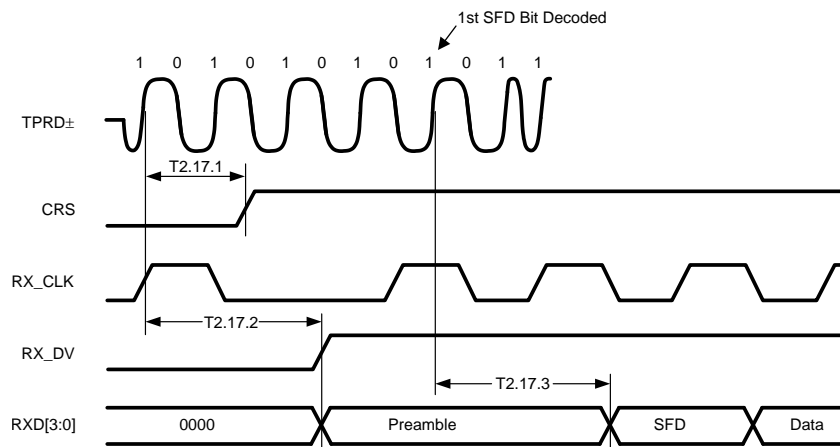 1st SFD Bit Decoded
1 0 1 0 1 0 1 0 1 0 1 1
TPRD±
T2.17.1
CRS
RX_CLK
T2.17.2
RX_DV
T2.17.3
RXD[3:0] 0000 Preamble SFD Data